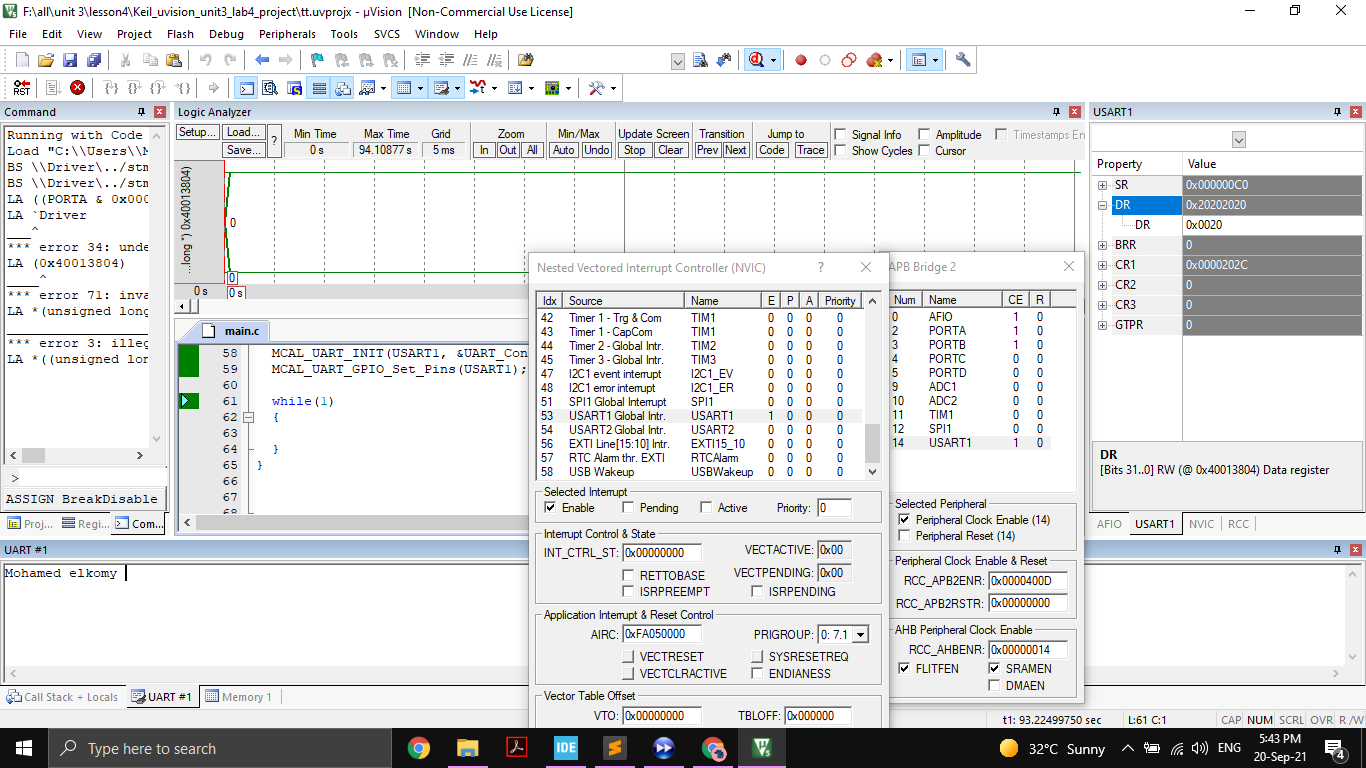 F:\all\unit 3\lesson4\Keil_uvision_unit3_lab4_project\tt.uvprojx - µVision [Non-Commercial Use License]
File Edit View Project Flash Debug Peripherals Tools SVCS Window Help
RST
Command
Running with Code
Load "C:\\Users\\M
BS \\Driver\../stm
BS \\Driver\../stm
LA ((PORTA & 0x000
LA `Driver
___^
*** error 34: unde
LA (0x40013804)
____^
*** error 71: inva
LA *(unsigned long
*** error 3: illeg
LA *((unsigned lon
>
ASSIGN BreakDisable
Proj... Regi... Com...
Logic Analyzer
Setup... Load... Save... ?
Min Time Max Time Grid Zoom Min/Max Update Screen Transition Jump to
0 s 94.10877 s 5 ms In Out All Auto Undo Stop Clear Prev Next Code Trace
Signal Info Amplitude Timestamps En
Show Cycles Cursor
...long *) 0x40013804)
0
0
0 s 0 s
main.c
58 MCAL_UART_INIT(USART1, &UART_Con
59 MCAL_UART_GPIO_Set_Pins(USART1);
60
61 while(1)
62 {
63
64 }
65 }
66
67
68
USART1
Property Value
SR 0x000000C0
DR 0x20202020
DR 0x0020
BRR 0
CR1 0x0000202C
CR2 0
CR3 0
GTPR 0
DR
[Bits 31..0] RW (@ 0x40013804) Data register
AFIO USART1 NVIC RCC
Nested Vectored Interrupt Controller (NVIC) ?
Idx Source Name E P A Priority
42 Timer 1 - Trg & Com TIM1 0 0 0 0
43 Timer 1 - CapCom TIM1 0 0 0 0
44 Timer 2 - Global Intr. TIM2 0 0 0 0
45 Timer 3 - Global Intr. TIM3 0 0 0 0
47 I2C1 event interrupt I2C1_EV 0 0 0 0
48 I2C1 error interrupt I2C1_ER 0 0 0 0
51 SPI1 Global Interrupt SPI1 0 0 0 0
53 USART1 Global Intr. USART1 1 0 0 0
54 USART2 Global Intr. USART2 0 0 0 0
56 EXTI Line[15:10] Intr. EXTI15_10 0 0 0 0
57 RTC Alarm thr. EXTI RTCAlarm 0 0 0 0
58 USB Wakeup USBWakeup 0 0 0 0
Selected Interrupt
Enable Pending Active Priority: 0
Interrupt Control & State
INT_CTRL_ST: 0x00000000 VECTACTIVE: 0x00
RETTOBASE VECTPENDING: 0x00
ISRPREEMPT ISRPENDING
Application Interrupt & Reset Control
AIRC: 0xFA050000 PRIGROUP: 0: 7.1
VECTRESET SYSRESETREQ
VECTCLRACTIVE ENDIANESS
Vector Table Offset
VTO: 0x00000000 TBLOFF: 0x000000
APB Bridge 2
Num Name CE R
0 AFIO 1 0
2 PORTA 1 0
3 PORTB 1 0
4 PORTC 0 0
5 PORTD 0 0
9 ADC1 0 0
10 ADC2 0 0
11 TIM1 0 0
12 SPI1 0 0
14 USART1 1 0
Selected Peripheral
Peripheral Clock Enable (14)
Peripheral Reset (14)
Peripheral Clock Enable & Reset
RCC_APB2ENR: 0x0000400D
RCC_APB2RSTR: 0x00000000
AHB Peripheral Clock Enable
RCC_AHBENR: 0x00000014
FLITFEN SRAMEN
DMAEN
UART #1
Mohamed elkomy
Call Stack + Locals UART #1 Memory 1
t1: 93.22499750 sec L:61 C:1 CAP NUM SCRL OVR R /W
Type here to search
IDE
32°C Sunny
ENG
5:43 PM
20-Sep-21
4